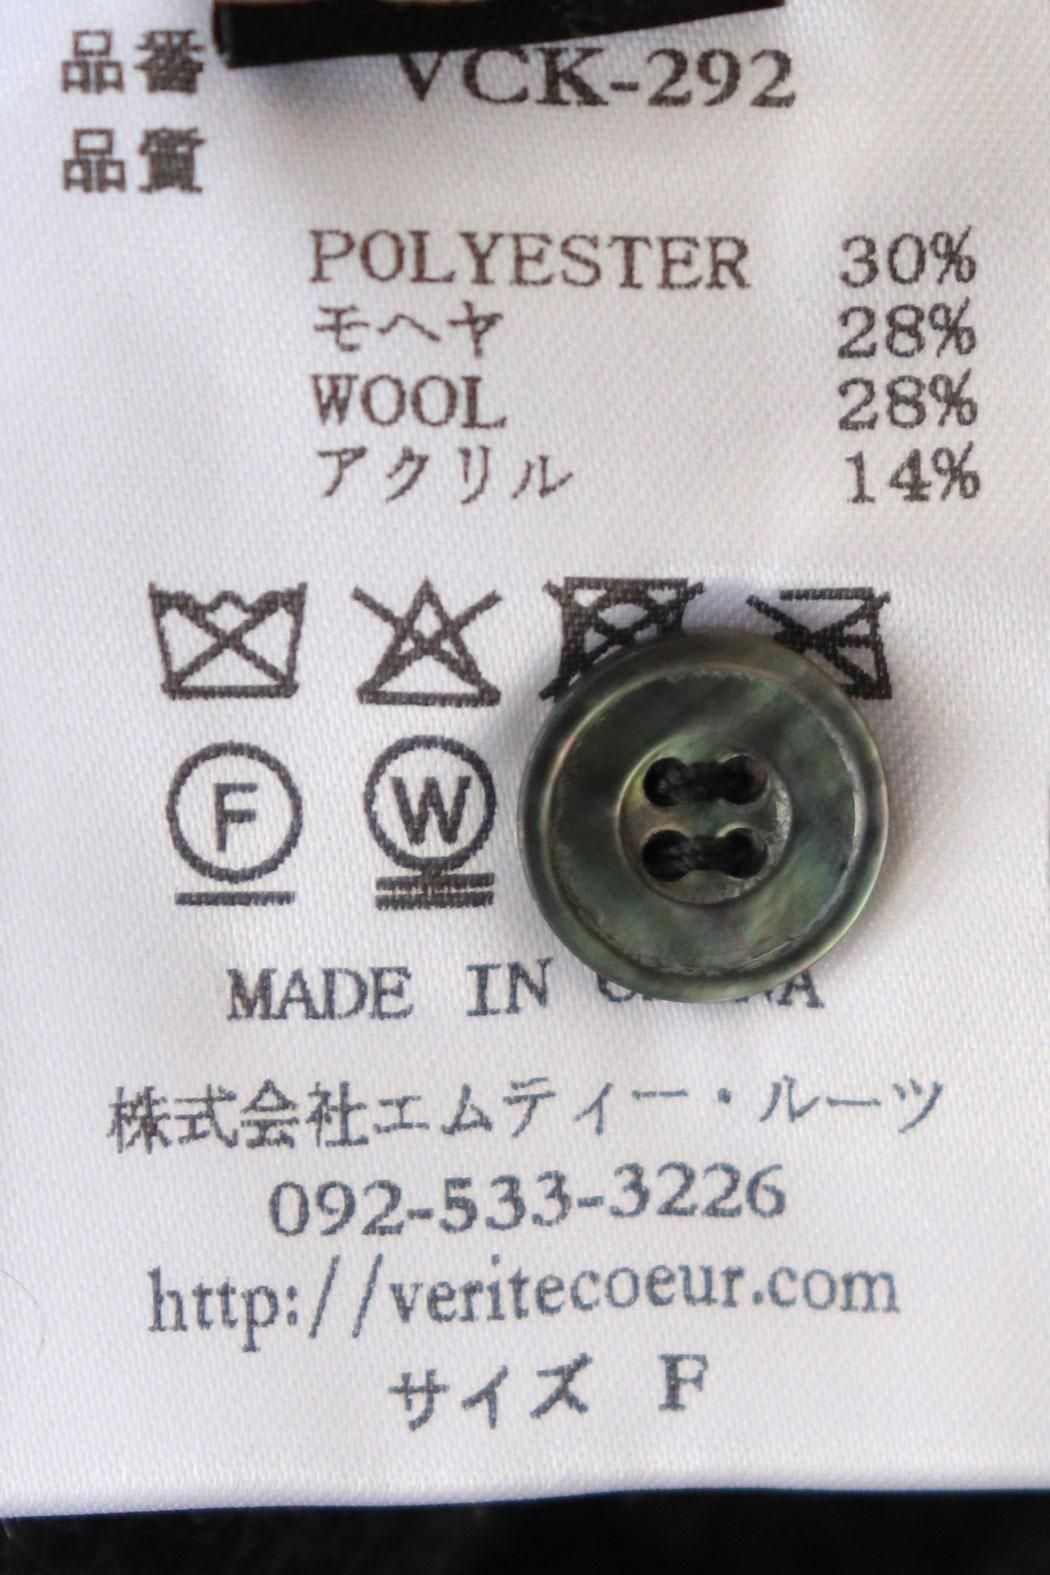 品番 VCK-292
品質
POLYESTER 30%
モヘヤ 28%
WOOL 28%
アクリル 14%
F W
MADE IN
株式会社エムティー・ルーツ
092-533-3226
http://veritecoeur.com
サイズ F